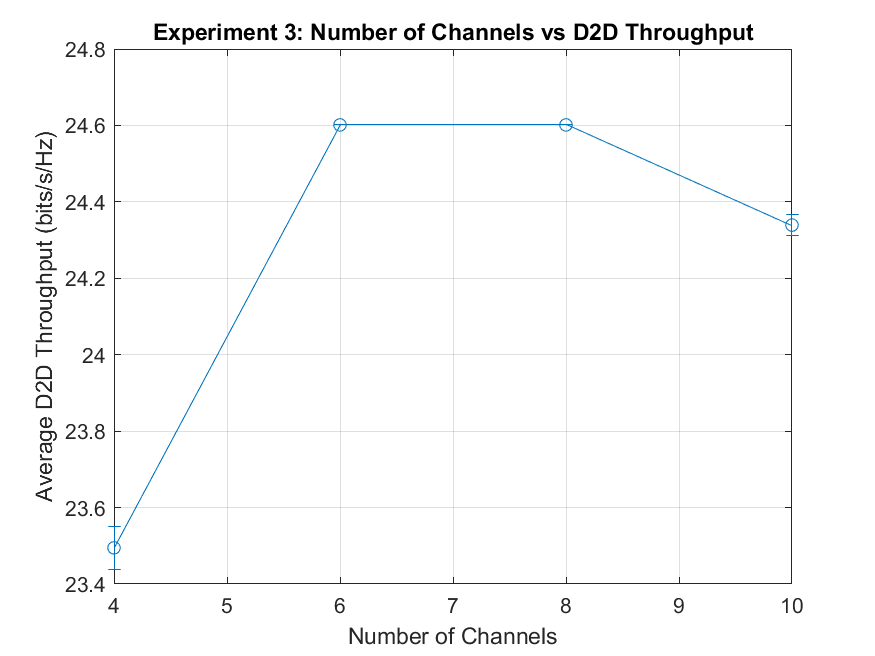 Experiment 3: Number of Channels vs D2D Throughput
Average D2D Throughput (bits/s/Hz)
24.8
24.6
24.4
24.2
24
23.8
23.6
23.4
4 5 6 7 8 9 10
Number of Channels